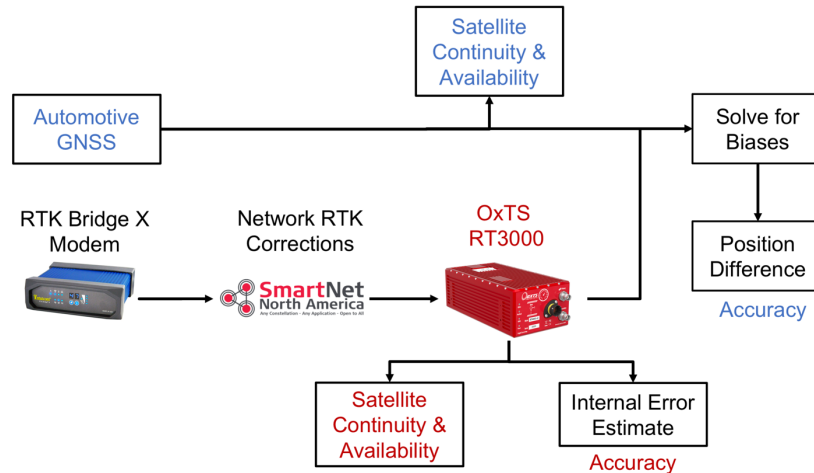 Satellite
Continuity &
Availability
Automotive
GNSS
Solve for
Biases
RTK Bridge X
Modem
Network RTK
Corrections
OxTS
RT3000
SmartNet
North America
Any Constellation - Any Application - Open to All
Position
Difference
Accuracy
Satellite
Continuity &
Availability
Internal Error
Estimate
Accuracy